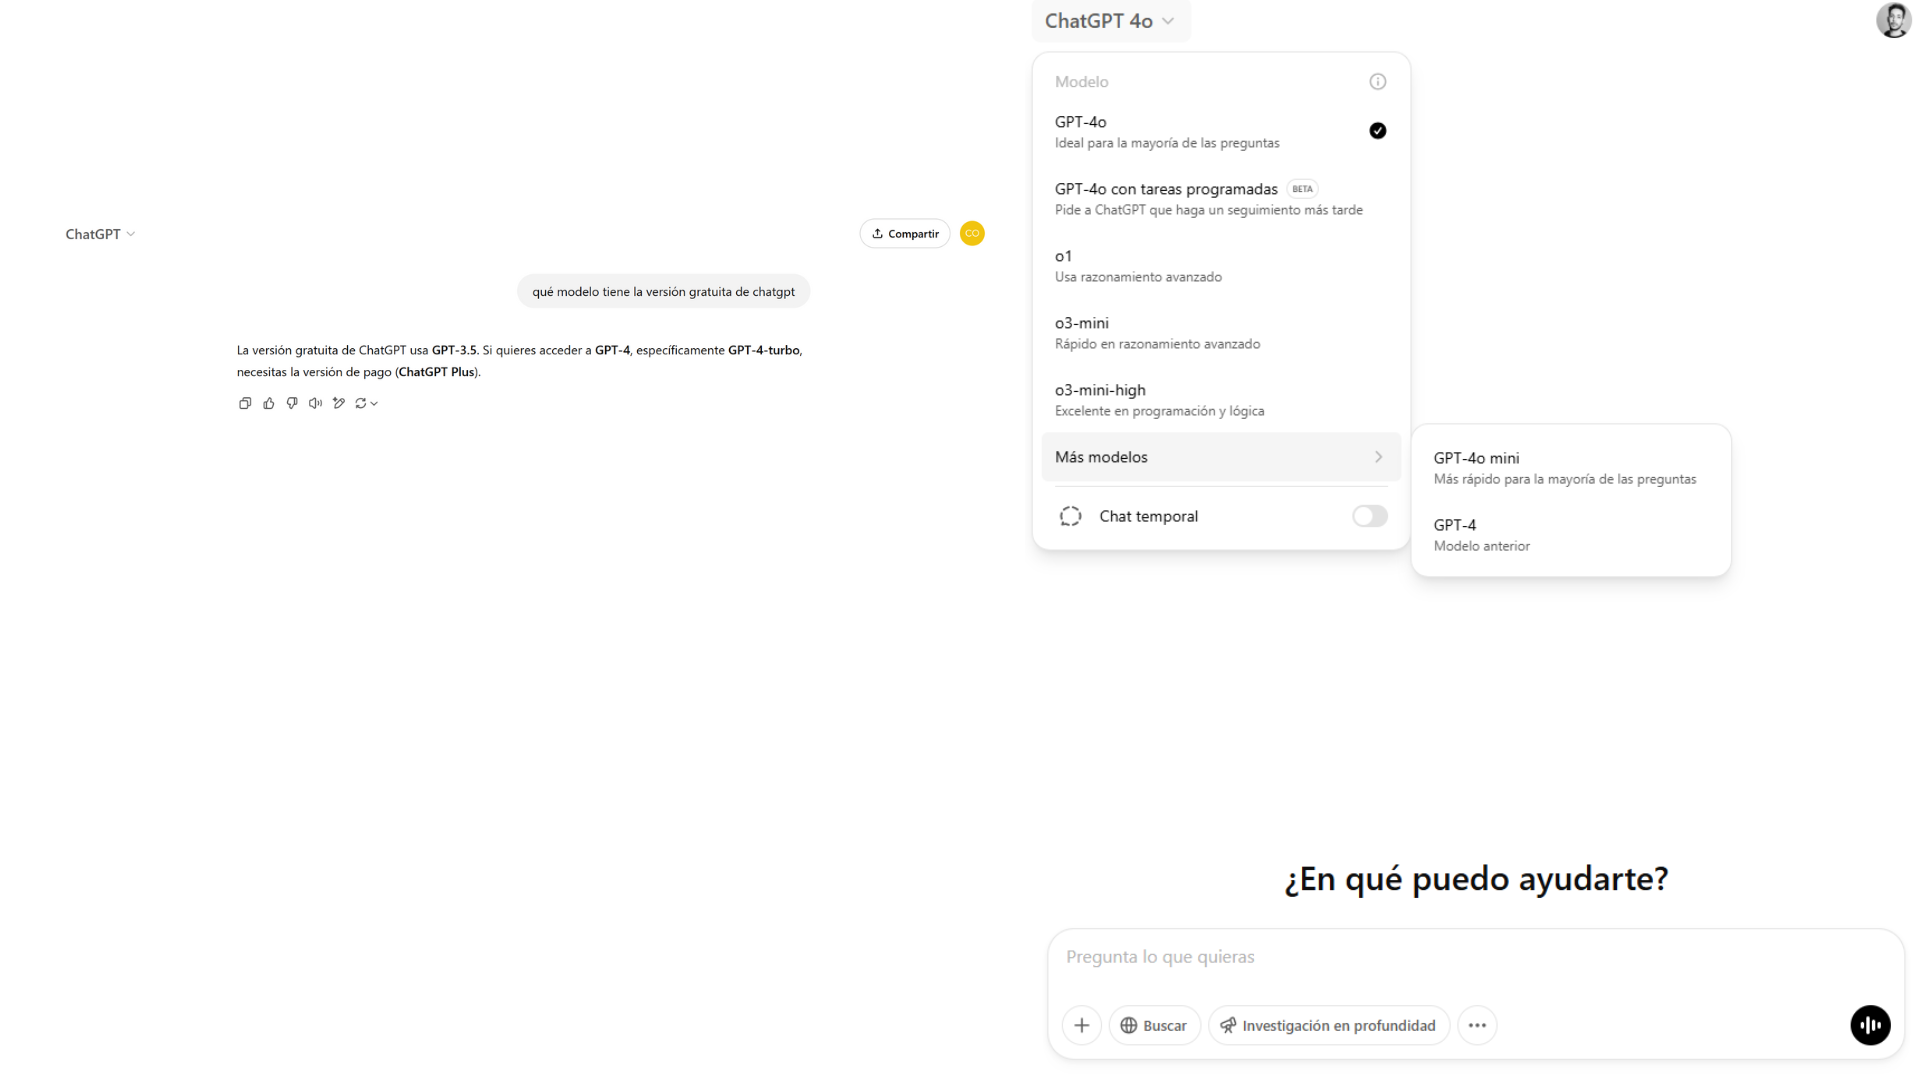 ChatGPT
Compartir
CO
qué modelo tiene la versión gratuita de chatgpt
La versión gratuita de ChatGPT usa GPT-3.5. Si quieres acceder a GPT-4, específicamente GPT-4-turbo,
necesitas la versión de pago (ChatGPT Plus).
ChatGPT 4o
Modelo
GPT-4o
Ideal para la mayoría de las preguntas
GPT-4o con tareas programadas BETA
Pide a ChatGPT que haga un seguimiento más tarde
o1
Usa razonamiento avanzado
o3-mini
Rápido en razonamiento avanzado
o3-mini-high
Excelente en programación y lógica
Más modelos
Chat temporal
GPT-4o mini
Más rápido para la mayoría de las preguntas
GPT-4
Modelo anterior
¿En qué puedo ayudarte?
Pregunta lo que quieras
Buscar
Investigación en profundidad